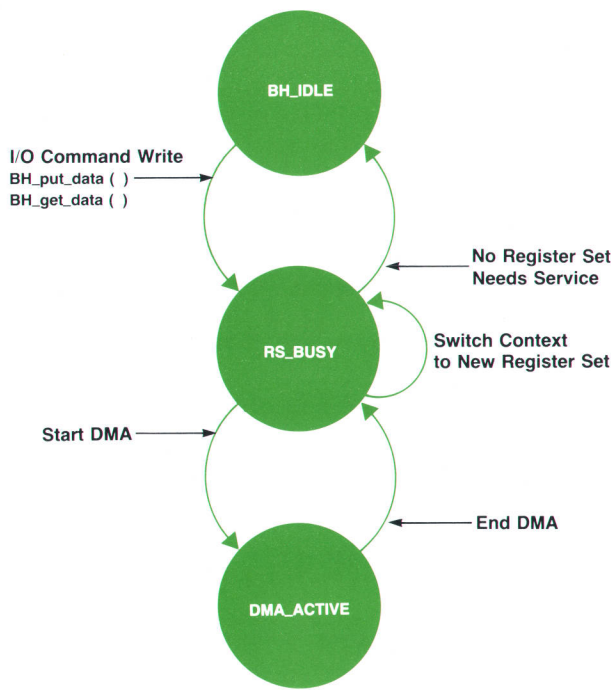 BH_IDLE
I/O Command Write
BH_put_data ( )
BH_get_data ( )
No Register Set
Needs Service
RS_BUSY
Switch Context
to New Register Set
Start DMA
End DMA
DMA_ACTIVE